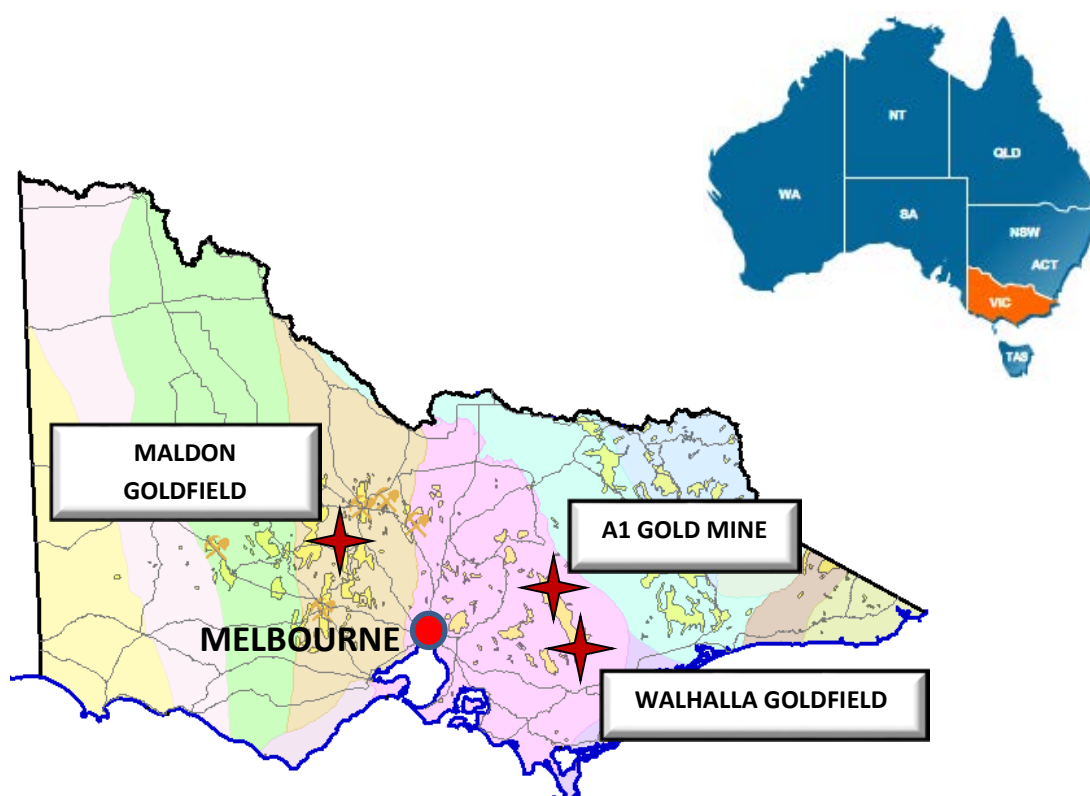 NT
QLD
WA
SA
NSW
ACT
VIC
TAS
MALDON
GOLDFIELD
A1 GOLD MINE
MELBOURNE
WALHALLA GOLDFIELD